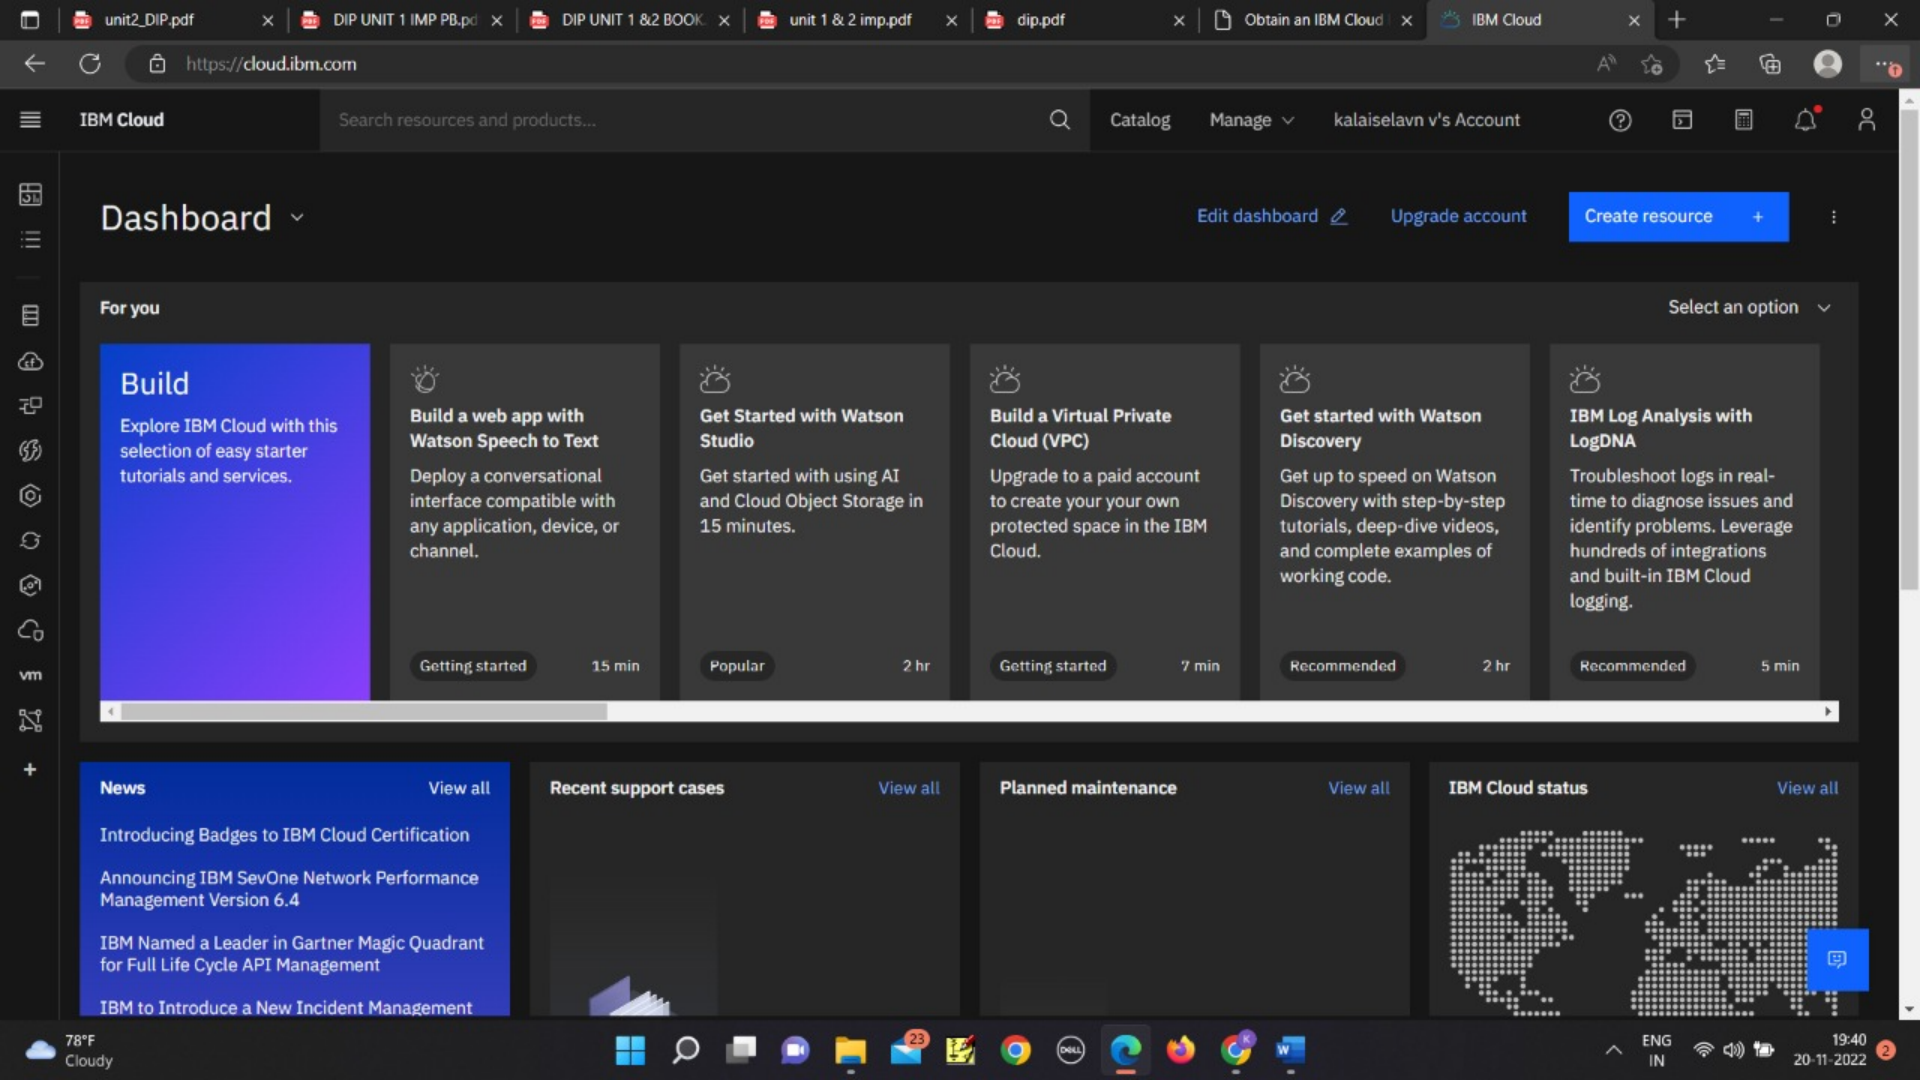 unit2_DIP.pdf
DIP UNIT 1 IMP PB.pd
DIP UNIT 1 &2 BOOK.
unit 1 & 2 imp.pdf
dip.pdf
Obtain an IBM Cloud
IBM Cloud
https://cloud.ibm.com
IBM Cloud
Search resources and products...
Catalog
Manage
kalaiselavn v's Account
Dashboard
Edit dashboard
Upgrade account
Create resource +
For you
Select an option
Build
Explore IBM Cloud with this
selection of easy starter
tutorials and services.
Build a web app with
Watson Speech to Text
Deploy a conversational
interface compatible with
any application, device, or
channel.
Getting started
15 min
Get Started with Watson
Studio
Get started with using AI
and Cloud Object Storage in
15 minutes.
Popular
2 hr
Build a Virtual Private
Cloud (VPC)
Upgrade to a paid account
to create your your own
protected space in the IBM
Cloud.
Getting started
7 min
Get started with Watson
Discovery
Get up to speed on Watson
Discovery with step-by-step
tutorials, deep-dive videos,
and complete examples of
working code.
Recommended
2 hr
IBM Log Analysis with
LogDNA
Troubleshoot logs in real-
time to diagnose issues and
identify problems. Leverage
hundreds of integrations
and built-in IBM Cloud
logging.
Recommended
5 min
vm
News
View all
Introducing Badges to IBM Cloud Certification
Announcing IBM SevOne Network Performance
Management Version 6.4
IBM Named a Leader in Gartner Magic Quadrant
for Full Life Cycle API Management
IBM to Introduce a New Incident Management
Recent support cases
View all
Planned maintenance
View all
IBM Cloud status
View all
78°F
Cloudy
23
DELL
K
W
ENG
IN
19:40
20-11-2022
2